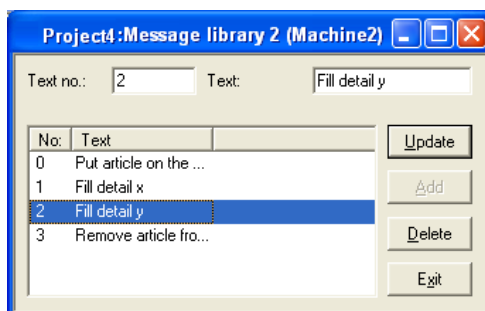 Project4:Message library 2 (Machine2)
Text no.: 2 Text: Fill detail y
No: Text
0 Put article on the ...
1 Fill detail x
2 Fill detail y
3 Remove article fro...
Update
Add
Delete
Exit